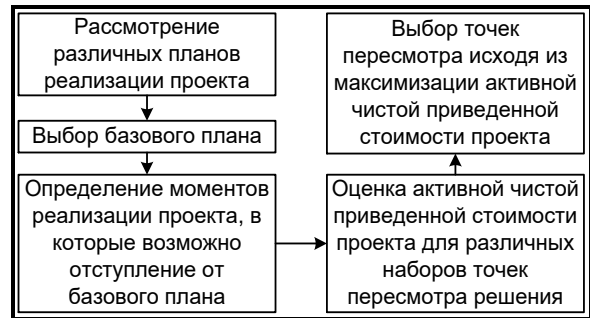 Рассмотрение
различных планов
реализации проекта
Выбор базового плана
Определение моментов
реализации проекта, в
которые возможно
отступление от
базового плана
Оценка активной чистой
приведенной стоимости
проекта для различных
наборов точек
пересмотра решения
Выбор точек
пересмотра исходя из
максимизации активной
чистой приведенной
стоимости проекта